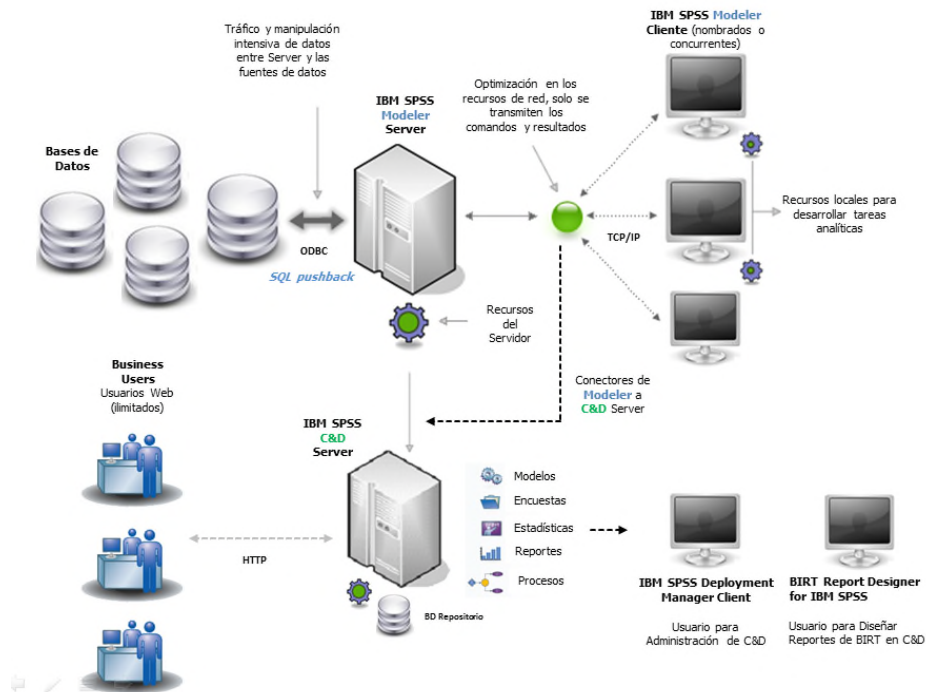 Tráfico y manipulación
intensiva de datos
entre Server y las
fuentes de datos
IBM SPSS Modeler
Cliente (nombrados o
concurrentes)
Optimización en los
recursos de red, solo se
transmiten los
comandos y resultados
IBM SPSS
Modeler
Server
Bases de
Datos
Recursos locales para
desarrollar tareas
analíticas
ODBC
TCP/IP
SQL pushback
Recursos
del
Servidor
Business
Users
Usuarios Web
(ilimitados)
Conectores de
Modeler a
C&D Server
IBM SPSS
C&D
Server
Modelos
Encuestas
Estadísticas
Reportes
Procesos
HTTP
BD Repositorio
IBM SPSS Deployment
Manager Client
Usuario para
Administración de C&D
BIRT Report Designer
for IBM SPSS
Usuario para Diseñar
Reportes de BIRT en C&D